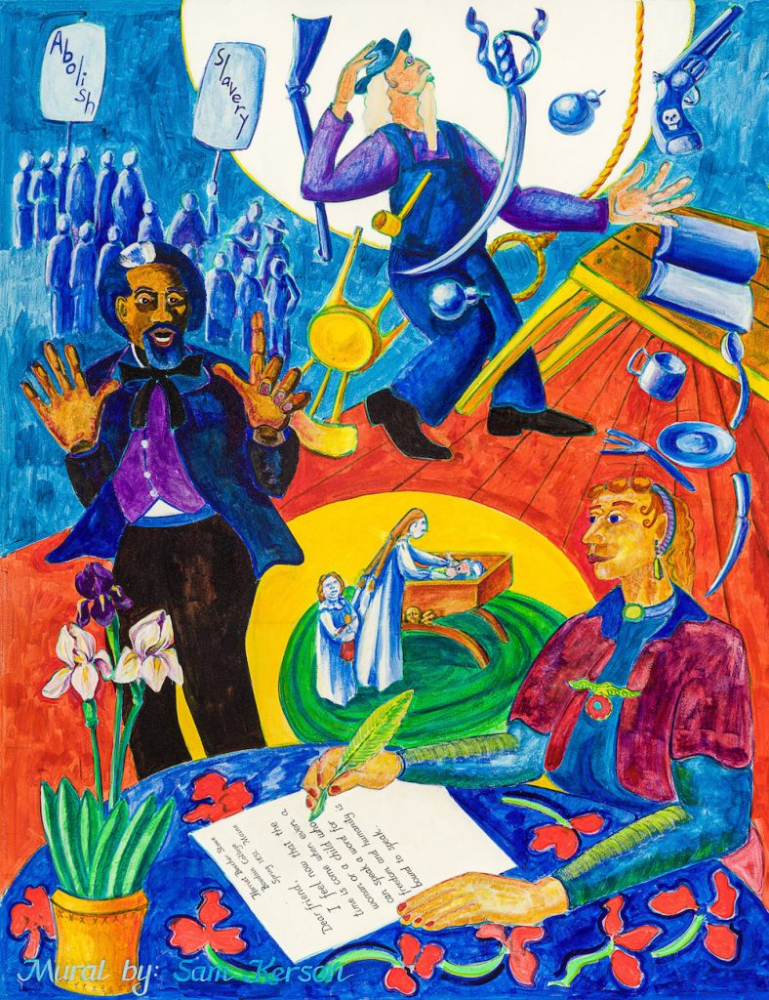 Abolish
Slavery
Harriet Beecher Stowe
Bowdoin College Maine
Spring 1851.
Dear friend,
I feel now that the
time is come when even a
woman or a child who
can speak a word for
freedom and humanity is
bound to speak.
Mural by: Sam Kerson